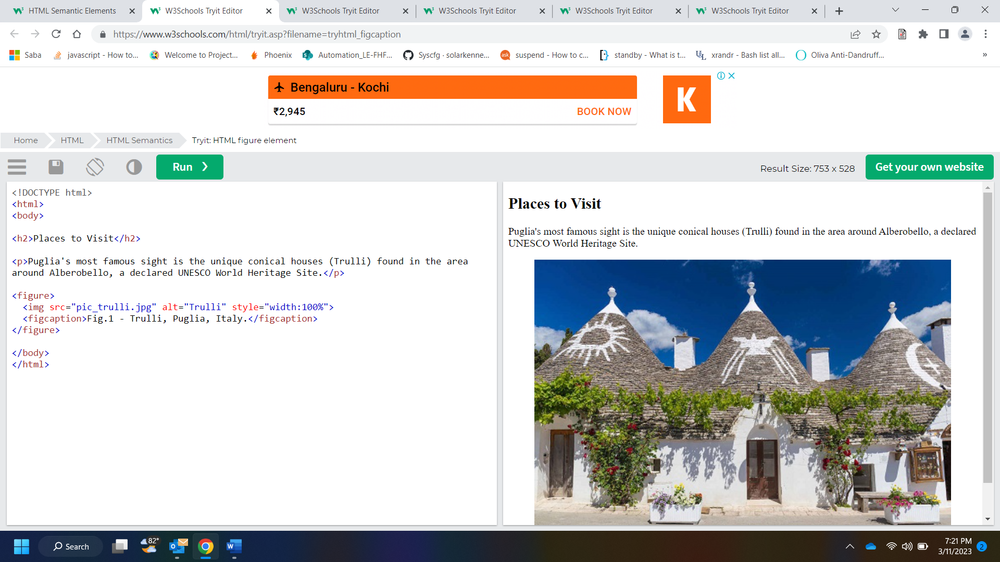 HTML Semantic Elements
W3Schools Tryit Editor
W3Schools Tryit Editor
W3Schools Tryit Editor
W3Schools Tryit Editor
W3Schools Tryit Editor
https://www.w3schools.com/html/tryit.asp?filename=tryhtml_figcaption
Saba
javascript - How to...
Welcome to Project...
Phoenix
Automation_LE-FHF...
Syscfg · solarkenne...
ask
suspend - How to c...
standby - What is t...
xrandr - Bash list all...
Oliva Anti-Dandruff...
»
Bengaluru - Kochi
₹2,945
BOOK NOW
K
Home
HTML
HTML Semantics
Tryit: HTML figure element
Run ❯
Result Size: 753 x 528
Get your own website
<!DOCTYPE html>
<html>
<body>
<h2>Places to Visit</h2>
<p>Puglia's most famous sight is the unique conical houses (Trulli) found in the area
around Alberobello, a declared UNESCO World Heritage Site.</p>
<figure>
<img src="pic_trulli.jpg" alt="Trulli" style="width:100%">
<figcaption>Fig.1 - Trulli, Puglia, Italy.</figcaption>
</figure>
</body>
</html>
Places to Visit
Puglia's most famous sight is the unique conical houses (Trulli) found in the area around Alberobello, a declared
UNESCO World Heritage Site.
Search
82°
7:21 PM
3/11/2023
2